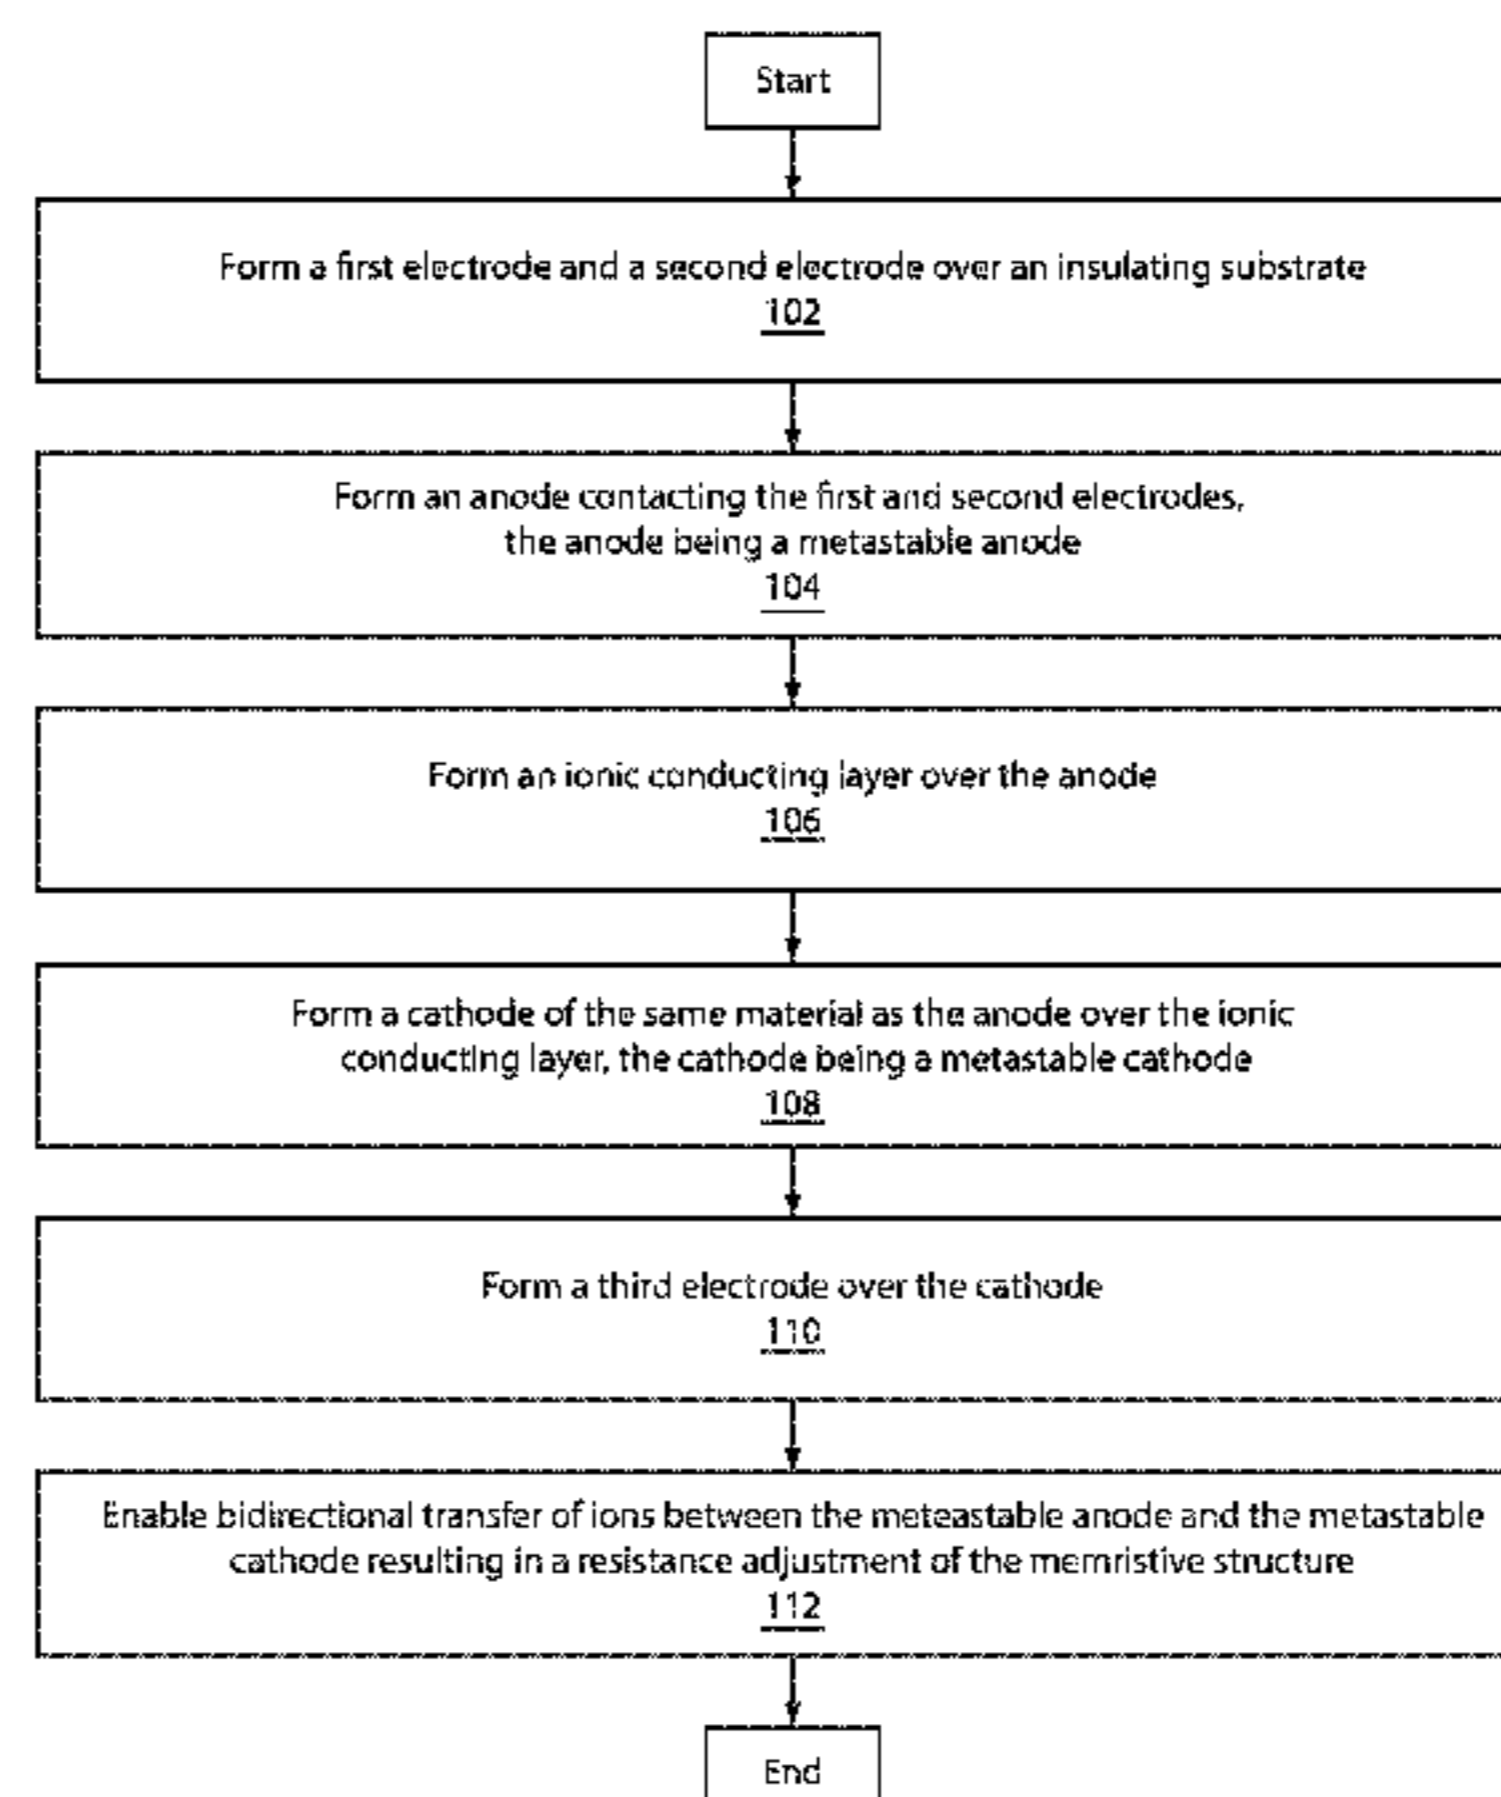 Start
Form a first electrode and a second electrode over an insulating substrate
102
Form an anode contacting the first and second electrodes,
the anode being a metastable anode
104
Form an ionic conducting layer over the anode
106
Form a cathode of the same material as the anode over the ionic
conducting layer, the cathode being a metastable cathode
108
Form a third electrode over the cathode
110
Enable bidirectional transfer of ions between the meteastable anode and the metastable
cathode resulting in a resistance adjustment of the memristive structure
112
End